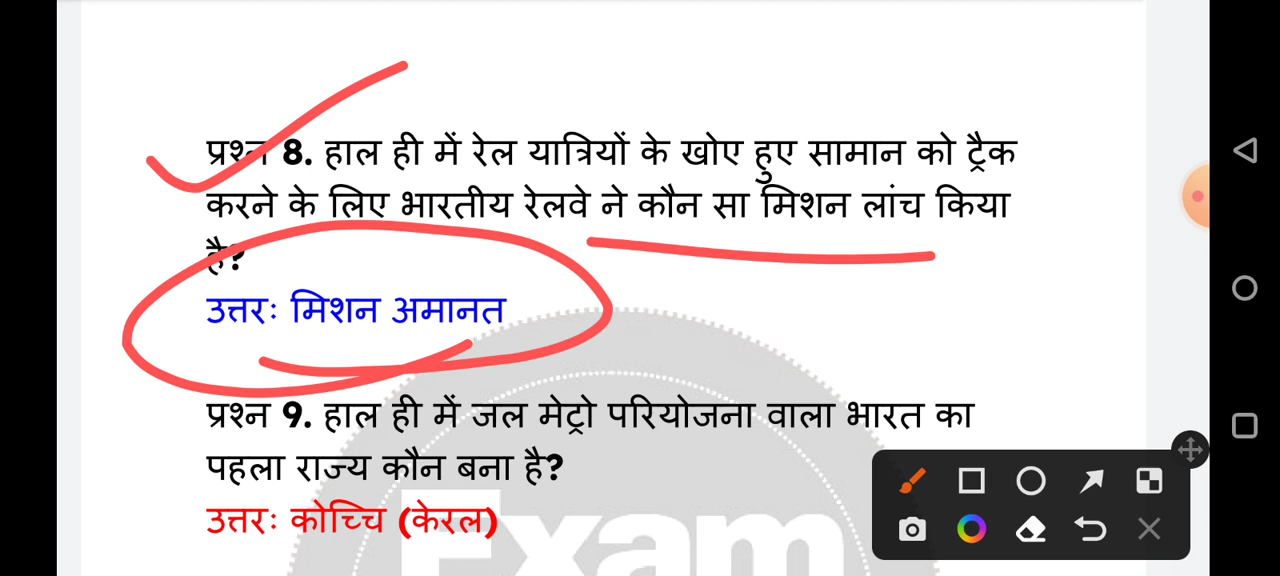 प्रश्न 8. हाल ही में रेल यात्रियों के खोए हुए सामान को ट्रैक
करने के लिए भारतीय रेलवे ने कौन सा मिशन लांच किया
है?
उत्तरः मिशन अमानत
प्रश्न 9. हाल ही में जल मेट्रो परियोजना वाला भारत का
पहला राज्य कौन बना है?
उत्तरः कोच्चि (केरल)
Exam